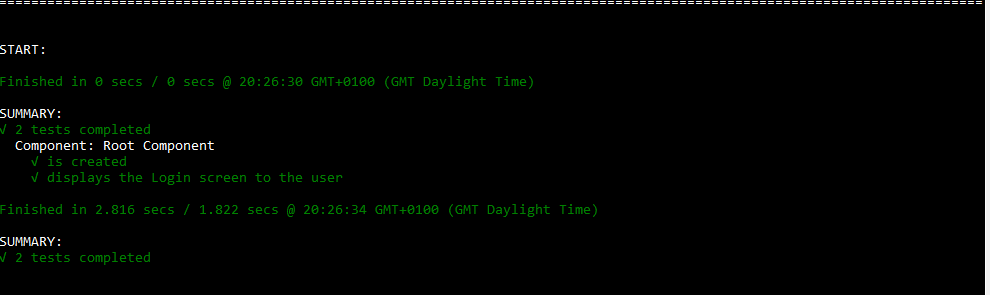 ================================================================================================================================
START:
Finished in 0 secs / 0 secs @ 20:26:30 GMT+0100 (GMT Daylight Time)
SUMMARY:
√ 2 tests completed
Component: Root Component
√ is created
√ displays the Login screen to the user
Finished in 2.816 secs / 1.822 secs @ 20:26:34 GMT+0100 (GMT Daylight Time)
SUMMARY:
√ 2 tests completed